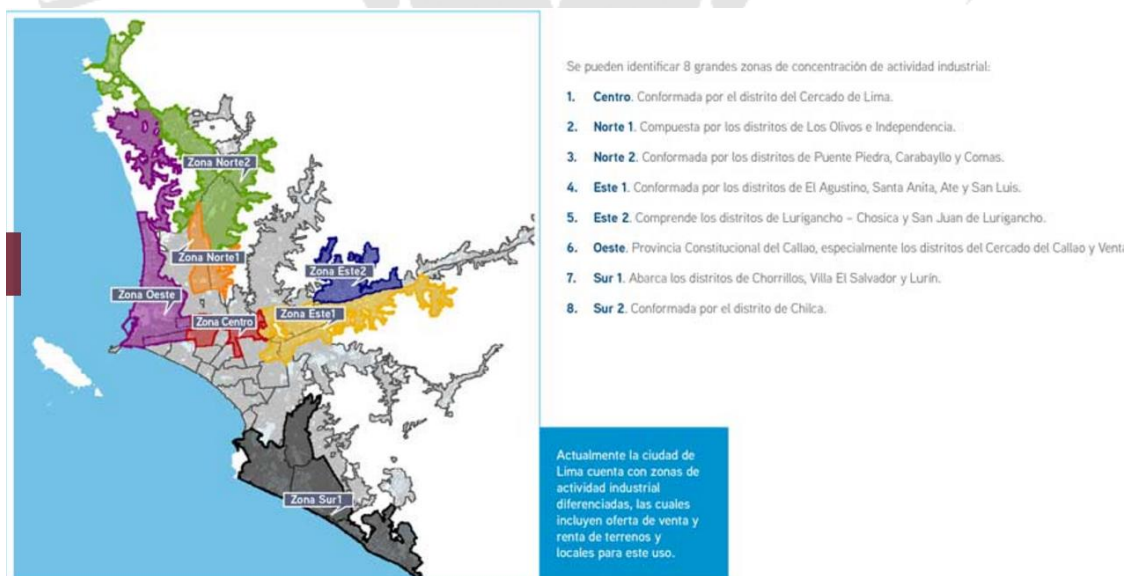 Zona Norte2
Zona Norte1
Zona Este2
Zona Oeste
Zona Centro
Zona Este1
Zona Sur1
Se pueden identificar 8 grandes zonas de concentración de actividad industrial:
1. Centro. Conformada por el distrito del Cercado de Lima.
2. Norte 1. Compuesta por los distritos de Los Olivos e Independencia.
3. Norte 2. Conformada por los distritos de Puente Piedra, Carabayllo y Comas.
4. Este 1. Conformada por los distritos de El Agustino, Santa Anita, Ate y San Luis.
5. Este 2. Comprende los distritos de Lurigancho – Chosica y San Juan de Lurigancho.
6. Oeste. Provincia Constitucional del Callao, especialmente los distritos del Cercado del Callao y Venta
7. Sur 1. Abarca los distritos de Chorrillos, Villa El Salvador y Lurín.
8. Sur 2. Conformada por el distrito de Chilca.
Actualmente la ciudad de
Lima cuenta con zonas de
actividad industrial
diferenciadas, las cuales
incluyen oferta de venta y
renta de terrenos y
locales para este uso.